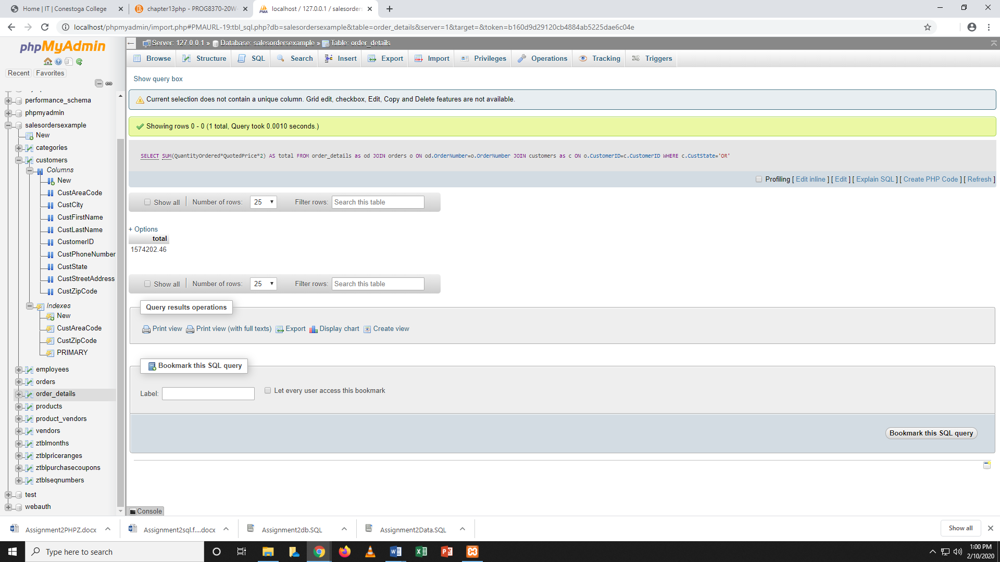 Home | IT | Conestoga College
chapter13php - PROG8370-20W-
localhost / 127.0.0.1 / salesorders
localhost/phpmyadmin/import.php#PMAURL-19:tbl_sql.php?db=salesordersexample&table=order_details&server=1&target=&token=b160d9d29120cb4884ab5225dae6c04e
phpMyAdmin
Recent Favorites
performance_schema
phpmyadmin
salesordersexample
New
categories
customers
Columns
New
CustAreaCode
CustCity
CustFirstName
CustLastName
CustomerID
CustPhoneNumber
CustState
CustStreetAddress
CustZipCode
Indexes
New
CustAreaCode
CustZipCode
PRIMARY
employees
orders
order_details
products
product_vendors
vendors
ztblmonths
ztblpriceranges
ztblpurchasecoupons
ztblseqnumbers
test
webauth
Server: 127.0.0.1 » Database: salesordersexample » Table: order_details
Browse Structure SQL Search Insert Export Import Privileges Operations Tracking Triggers
Show query box
Current selection does not contain a unique column. Grid edit, checkbox, Edit, Copy and Delete features are not available.
Showing rows 0 - 0 (1 total, Query took 0.0010 seconds.)
SELECT SUM(QuantityOrdered*QuotedPrice*2) AS total FROM order_details as od JOIN orders o ON od.OrderNumber=o.OrderNumber JOIN customers as c ON o.CustomerID=c.CustomerID WHERE c.CustState='OR'
Profiling [ Edit inline ] [ Edit ] [ Explain SQL ] [ Create PHP Code ] [ Refresh ]
Show all Number of rows: 25 Filter rows: Search this table
+ Options
total
1574202.46
Show all Number of rows: 25 Filter rows: Search this table
Query results operations
Print view Print view (with full texts) Export Display chart Create view
Bookmark this SQL query
Label: Let every user access this bookmark
Bookmark this SQL query
Console
Assignment2PHPZ.docx
Assignment2sql.f....docx
Assignment2db.SQL
Assignment2Data.SQL
Show all
Type here to search
1:00 PM
2/10/2020